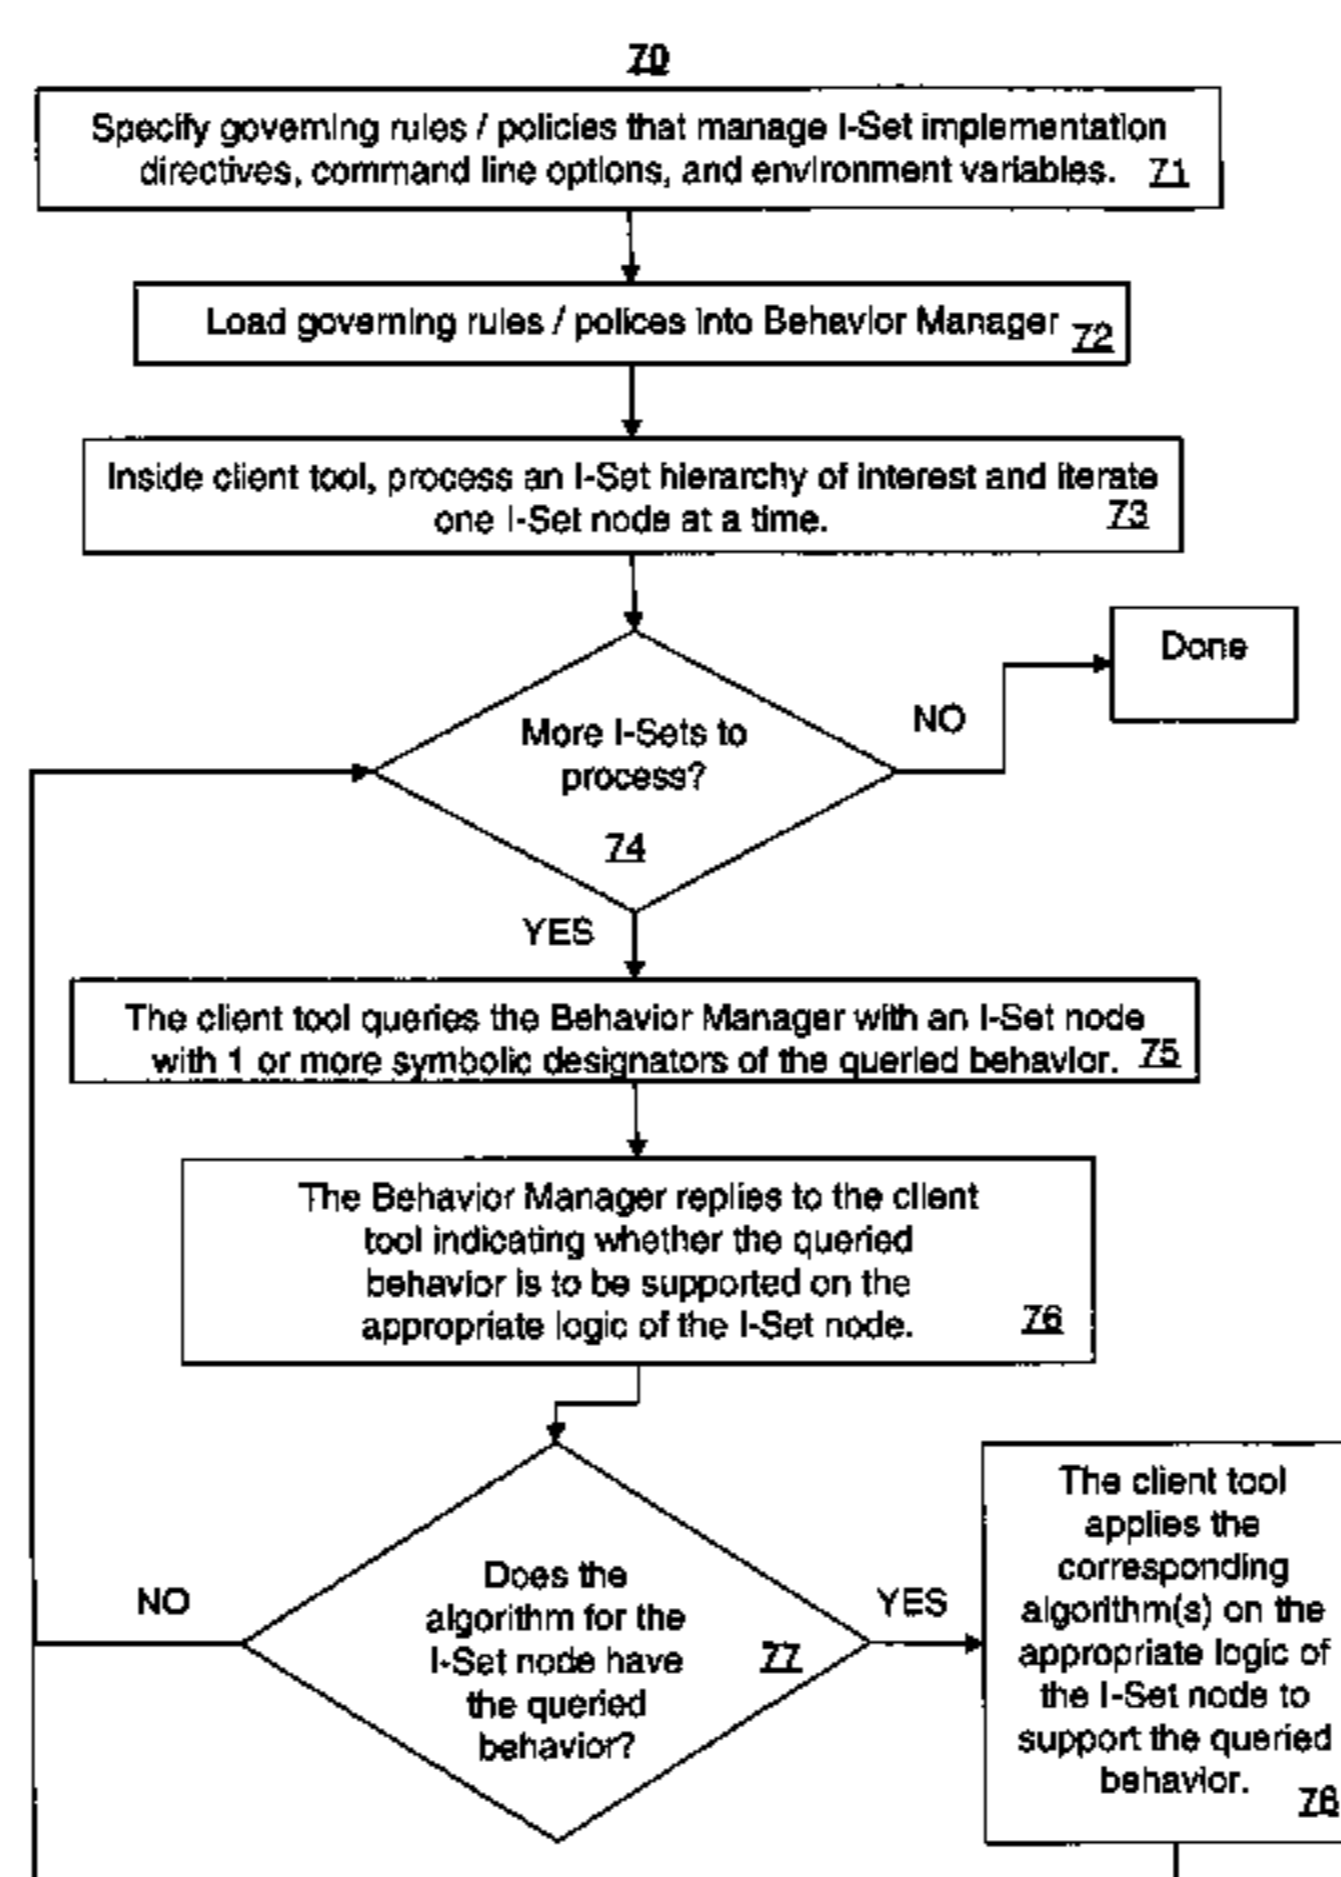 70
Specify governing rules / policies that manage I-Set implementation
directives, command line options, and environment variables. 71
Load governing rules / polices into Behavior Manager 72
Inside client tool, process an I-Set hierarchy of interest and iterate
one I-Set node at a time. 73
Done
More I-Sets to
process?
74
NO
YES
The client tool queries the Behavior Manager with an I-Set node
with 1 or more symbolic designators of the queried behavior. 75
The Behavior Manager replies to the client
tool indicating whether the queried
behavior is to be supported on the
appropriate logic of the I-Set node. 76
Does the
algorithm for the
I-Set node have
the queried
behavior?
77
NO
YES
The client tool
applies the
corresponding
algorithm(s) on the
appropriate logic of
the I-Set node to
support the queried
behavior.
78